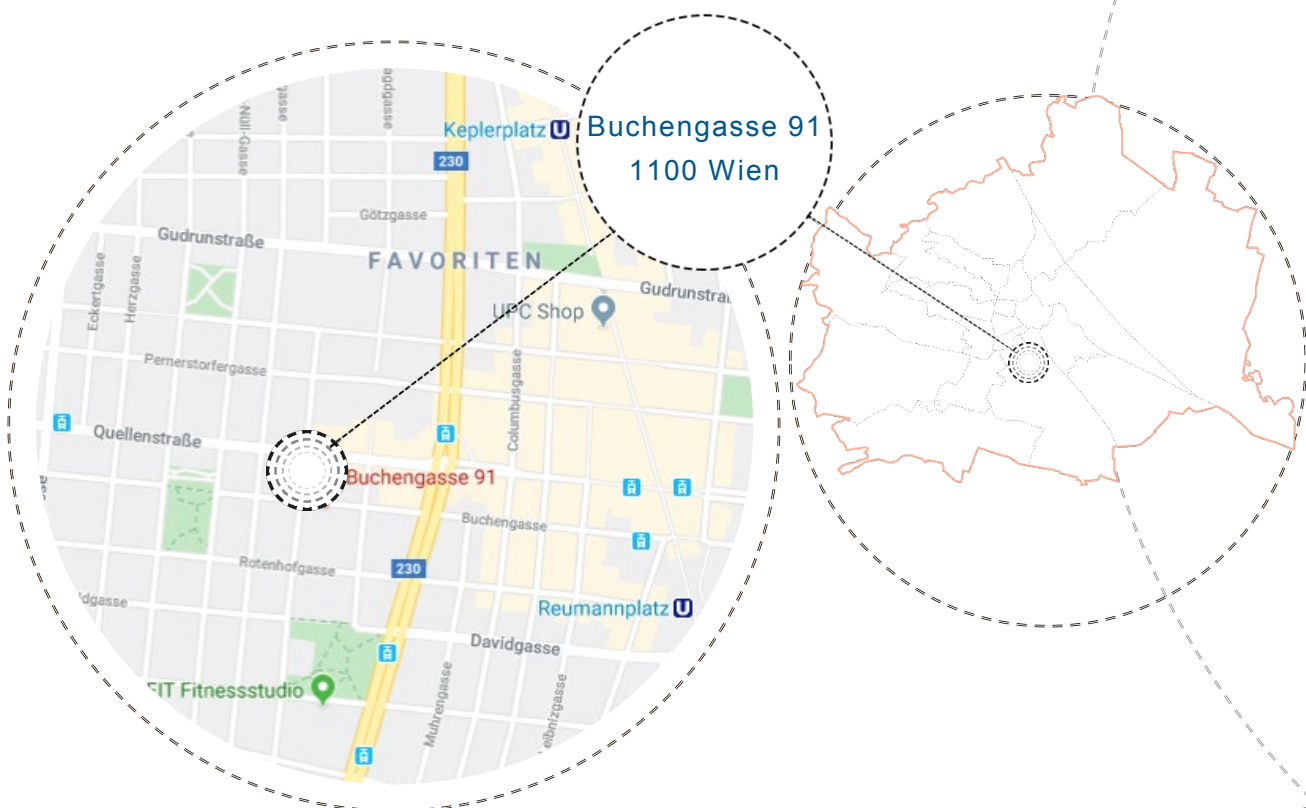 Buchengasse 91
1100 Wien
Keplerplatz U
230
Götzgasse
Gudrunstraße
FAVORITEN
Gudrunstra
UPC Shop
Eckertgasse
Herzgasse
Pernerstorfergasse
Columbusgasse
Quellenstraße
Buchengasse 91
Buchengasse
Rotenhofgasse
230
Reumannplatz U
Davidgasse
FIT Fitnessstudio
Muhrengasse